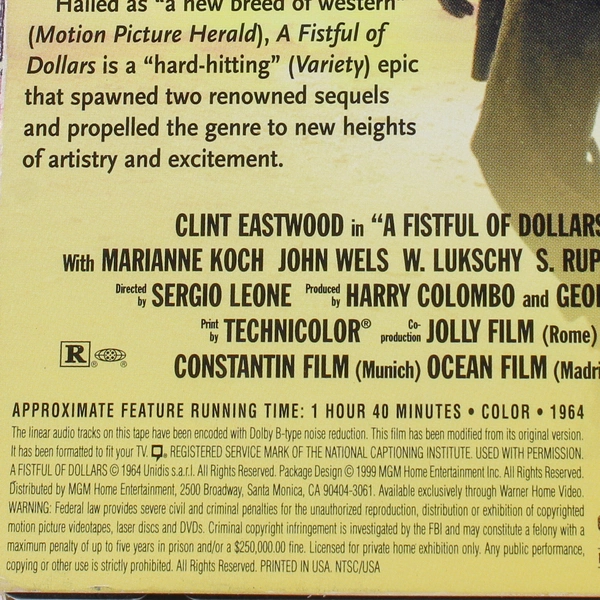 Hailed as "a new breed of western"
(Motion Picture Herald), A Fistful of
Dollars is a "hard-hitting" (Variety) epic
that spawned two renowned sequels
and propelled the genre to new heights
of artistry and excitement.
CLINT EASTWOOD in "A FISTFUL OF DOLLARS
With MARIANNE KOCH JOHN WELS W. LUKSCHY S. RUP
Directed by SERGIO LEONE Produced by HARRY COLOMBO and GEO
Print by TECHNICOLOR® Co-production JOLLY FILM (Rome)
R ® ®
CONSTANTIN FILM (Munich) OCEAN FILM (Madri
APPROXIMATE FEATURE RUNNING TIME: 1 HOUR 40 MINUTES • COLOR • 1964
The linear audio tracks on this tape have been encoded with Dolby B-type noise reduction. This film has been modified from its original version.
It has been formatted to fit your TV. ® REGISTERED SERVICE MARK OF THE NATIONAL CAPTIONING INSTITUTE. USED WITH PERMISSION.
A FISTFUL OF DOLLARS © 1964 Unidis s.a.r.l. All Rights Reserved. Package Design © 1999 MGM Home Entertainment Inc. All Rights Reserved.
Distributed by MGM Home Entertainment, 2500 Broadway, Santa Monica, CA 90404-3061. Available exclusively through Warner Home Video.
WARNING: Federal law provides severe civil and criminal penalties for the unauthorized reproduction, distribution or exhibition of copyrighted
motion picture videotapes, laser discs and DVDs. Criminal copyright infringement is investigated by the FBI and may constitute a felony with a
maximum penalty of up to five years in prison and/or a $250,000.00 fine. Licensed for private home exhibition only. Any public performance,
copying or other use is strictly prohibited. All Rights Reserved. PRINTED IN USA. NTSC/USA